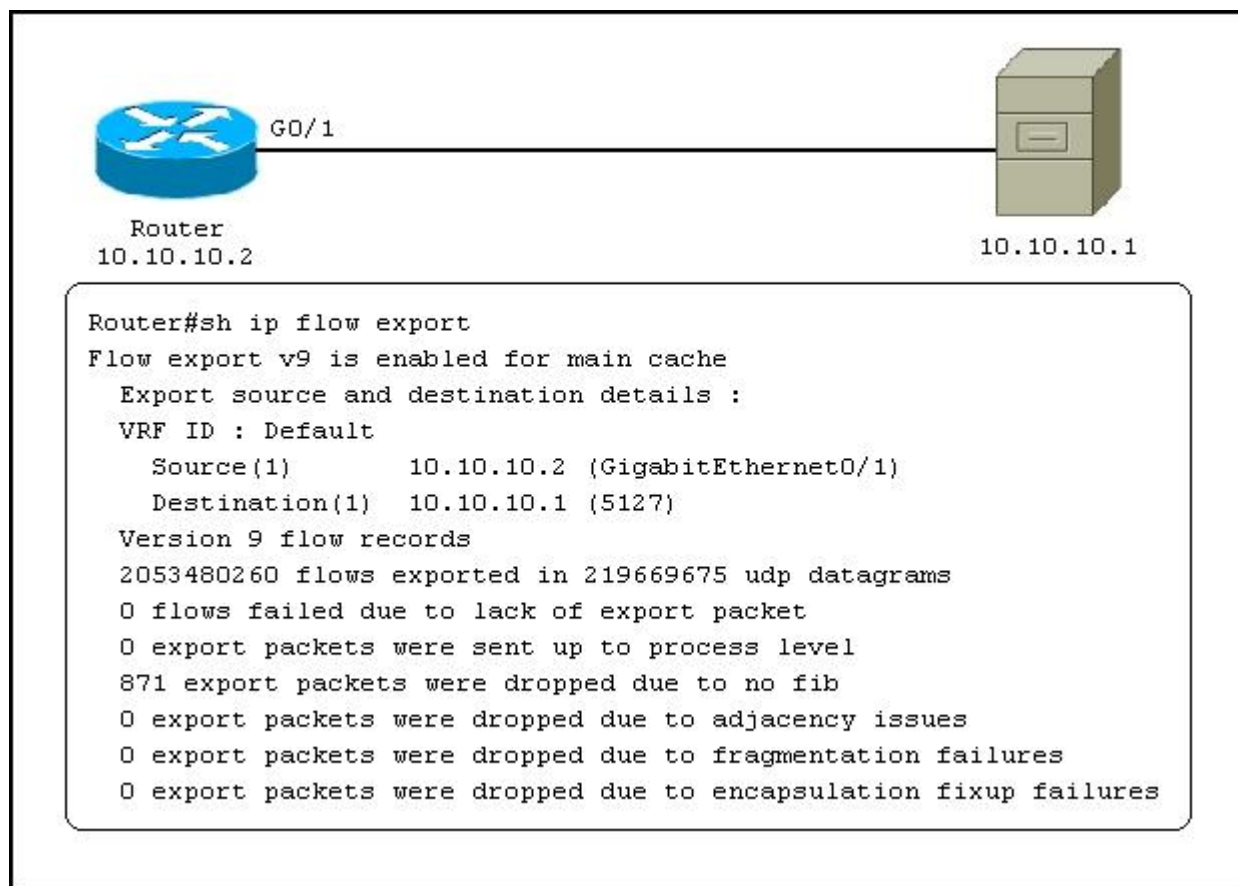 G0/1
Router
10.10.10.2
10.10.10.1
Router#sh ip flow export
Flow export v9 is enabled for main cache
Export source and destination details :
VRF ID : Default
Source(1) 10.10.10.2 (GigabitEthernet0/1)
Destination(1) 10.10.10.1 (5127)
Version 9 flow records
2053480260 flows exported in 219669675 udp datagrams
0 flows failed due to lack of export packet
0 export packets were sent up to process level
871 export packets were dropped due to no fib
0 export packets were dropped due to adjacency issues
0 export packets were dropped due to fragmentation failures
0 export packets were dropped due to encapsulation fixup failures